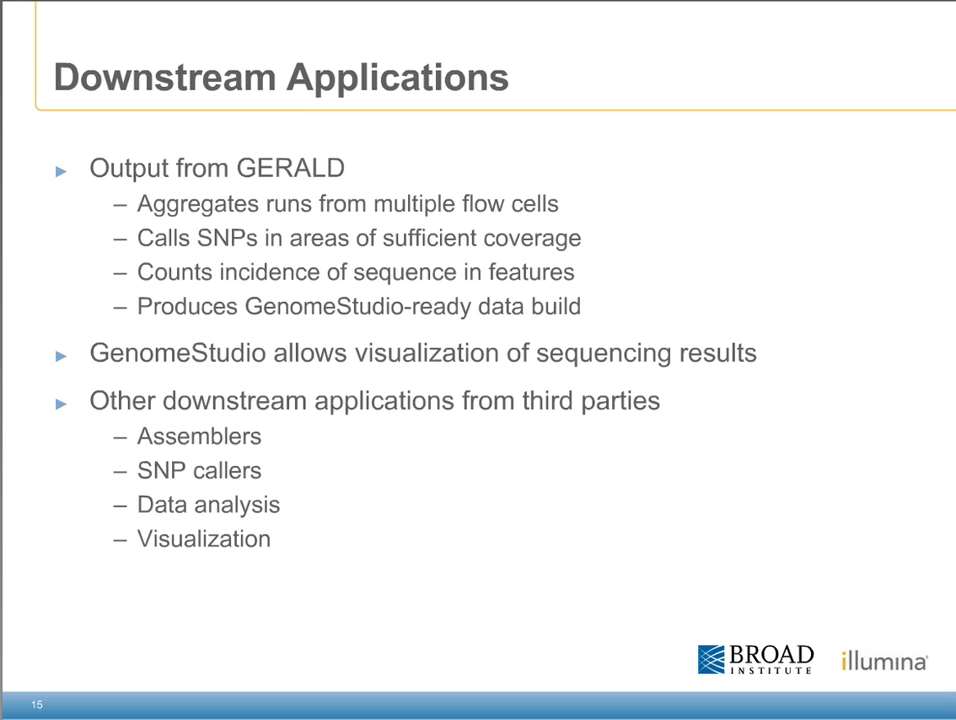 Downstream Applications
► Output from GERALD
– Aggregates runs from multiple flow cells
– Calls SNPs in areas of sufficient coverage
– Counts incidence of sequence in features
– Produces GenomeStudio-ready data build
► GenomeStudio allows visualization of sequencing results
► Other downstream applications from third parties
– Assemblers
– SNP callers
– Data analysis
– Visualization
BROAD
INSTITUTE
illumina
15